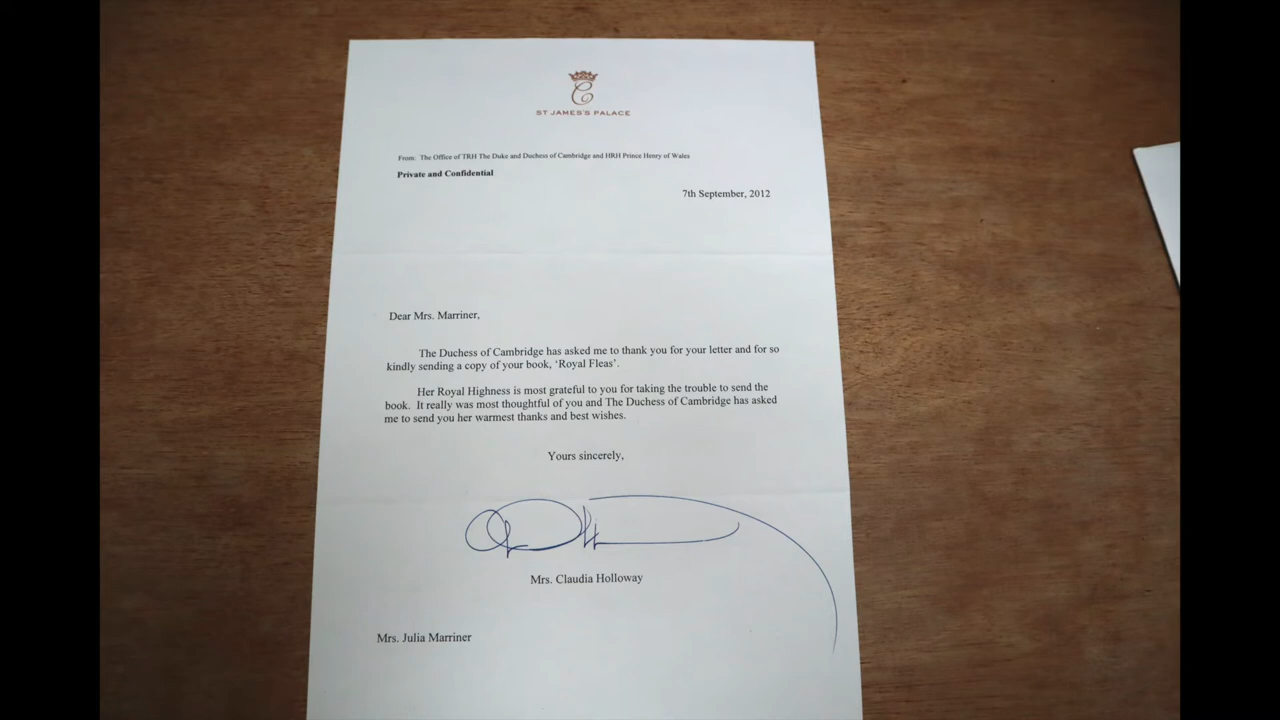 C
ST JAMES'S PALACE
From: The Office of TRH The Duke and Duchess of Cambridge and HRH Prince Henry of Wales
Private and Confidential
7th September, 2012
Dear Mrs. Marriner,
The Duchess of Cambridge has asked me to thank you for your letter and for so
kindly sending a copy of your book, ‘Royal Fleas’.
Her Royal Highness is most grateful to you for taking the trouble to send the
book. It really was most thoughtful of you and The Duchess of Cambridge has asked
me to send you her warmest thanks and best wishes.
Yours sincerely,
Mrs. Claudia Holloway
Mrs. Julia Marriner